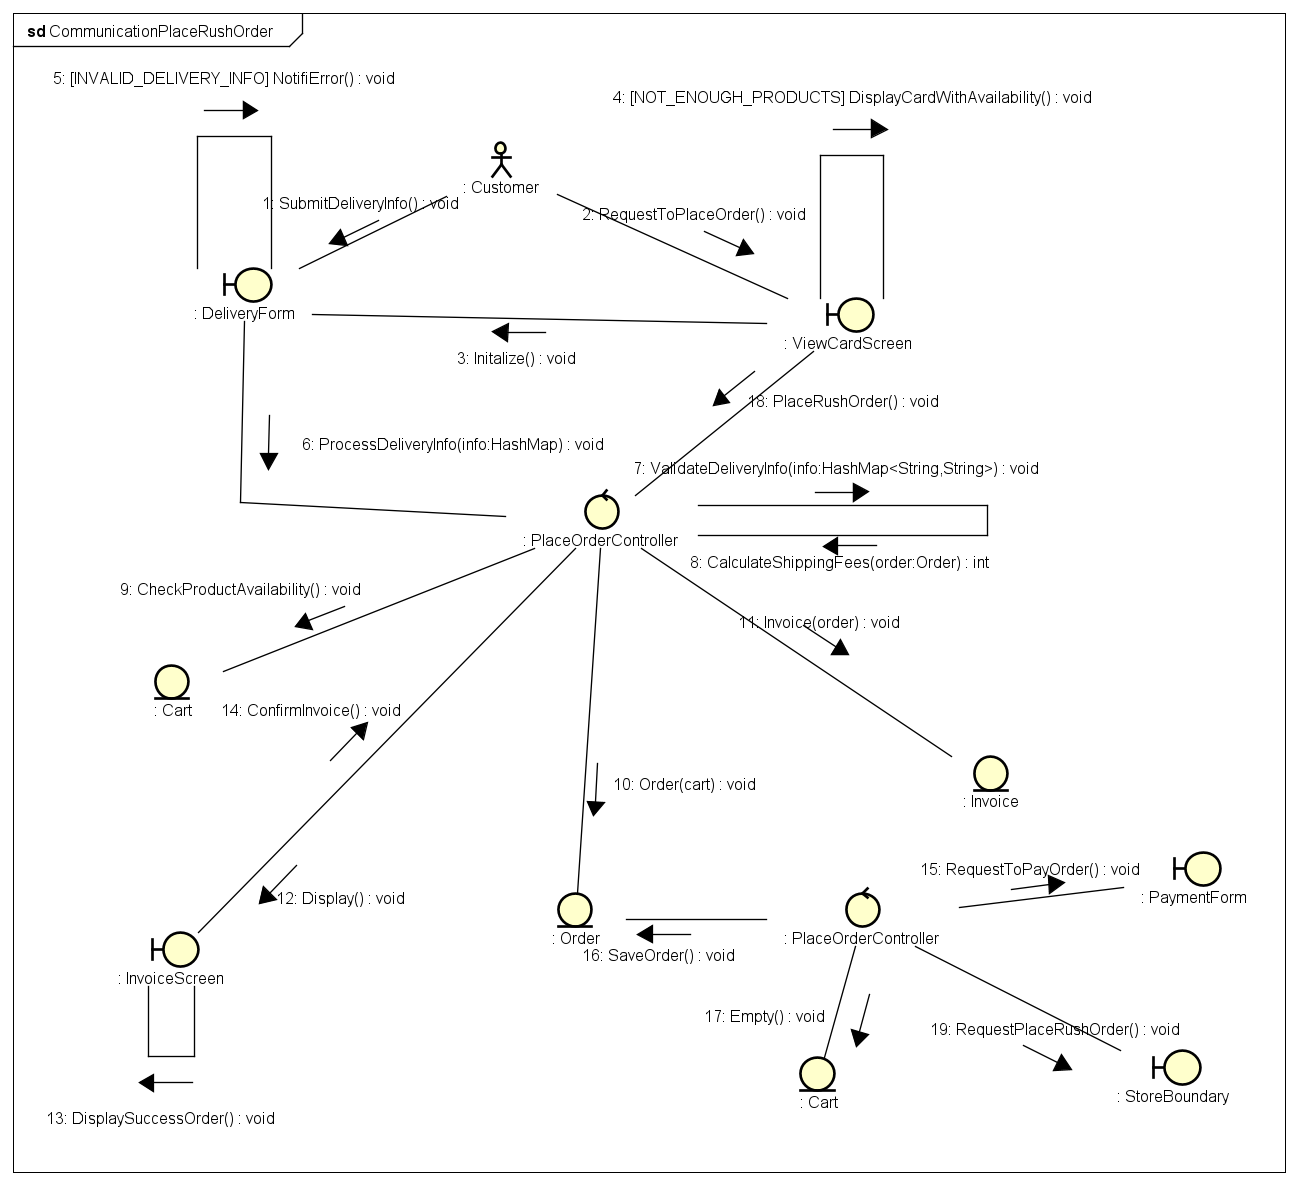 sd CommunicationPlaceRushOrder
5: [INVALID_DELIVERY_INFO] NotifiError() : void
4: [NOT_ENOUGH_PRODUCTS] DisplayCardWithAvailability() : void
: Customer
1: SubmitDeliveryInfo() : void
2: RequestToPlaceOrder() : void
: DeliveryForm
: ViewCardScreen
3: Initalize() : void
18: PlaceRushOrder() : void
6: ProcessDeliveryInfo(info:HashMap) : void
7: ValidateDeliveryInfo(info:HashMap<String,String>) : void
: PlaceOrderController
8: CalculateShippingFees(order:Order) : int
9: CheckProductAvailability() : void
11: Invoice(order) : void
: Cart
14: ConfirmInvoice() : void
10: Order(cart) : void
: Invoice
15: RequestToPayOrder() : void
12: Display() : void
: PaymentForm
: Order
: PlaceOrderController
16: SaveOrder() : void
: InvoiceScreen
17: Empty() : void
19: RequestPlaceRushOrder() : void
: Cart
: StoreBoundary
13: DisplaySuccessOrder() : void